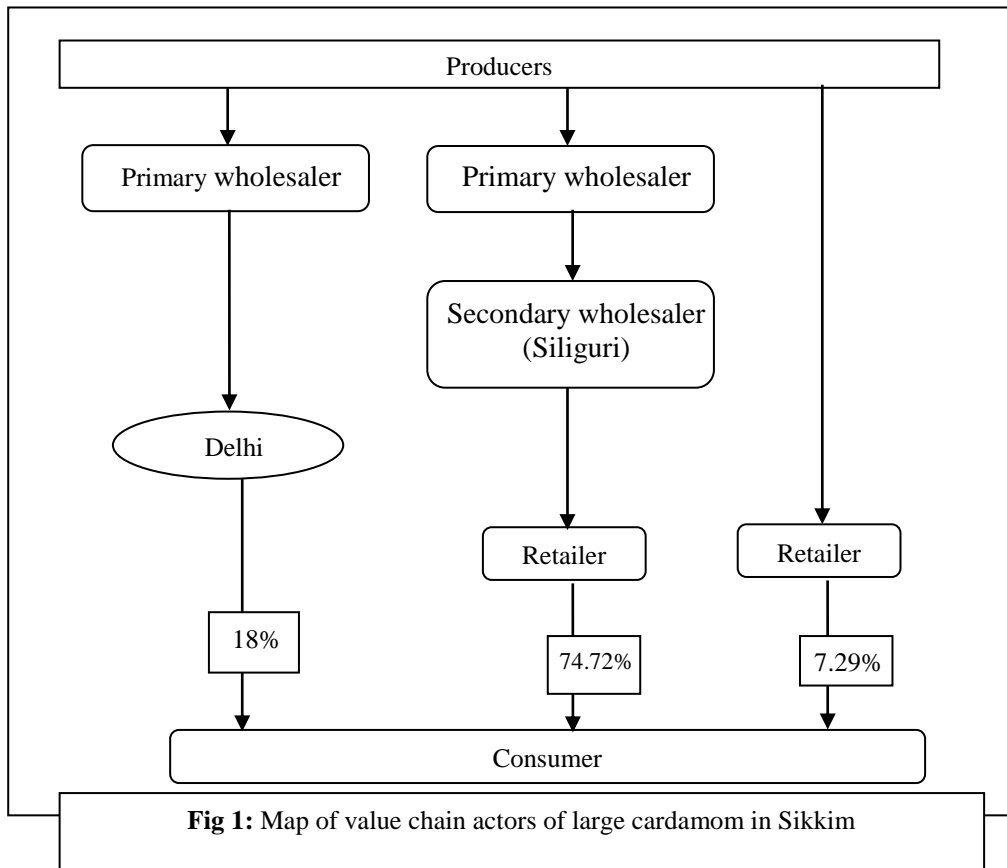 Producers
Primary wholesaler
Primary wholesaler
Secondary wholesaler
(Siliguri)
Delhi
Retailer
Retailer
18%
74.72%
7.29%
Consumer
Fig 1: Map of value chain actors of large cardamom in Sikkim